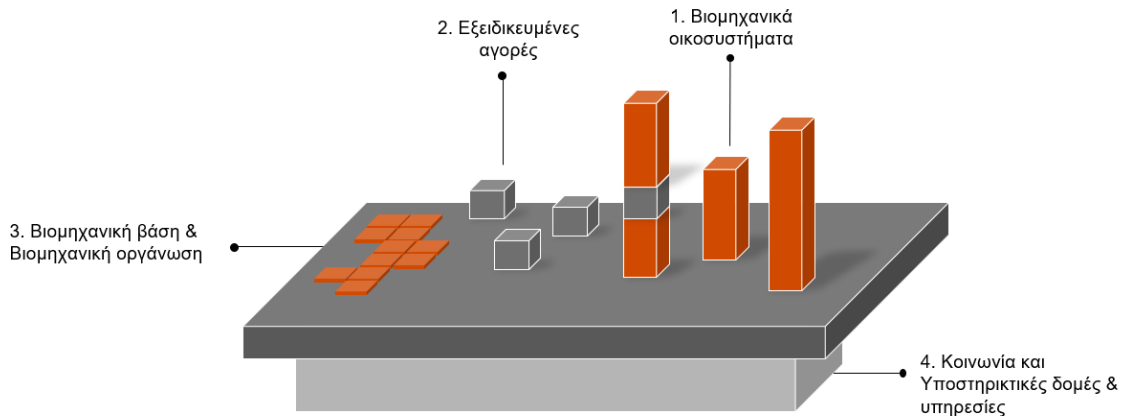 1. Βιομηχανικά
οικοσυστήματα
2. Εξειδικευμένες
αγορές
3. Βιομηχανική βάση &
Βιομηχανική οργάνωση
4. Κοινωνία και
Υποστηρικτικές δομές &
υπηρεσίες